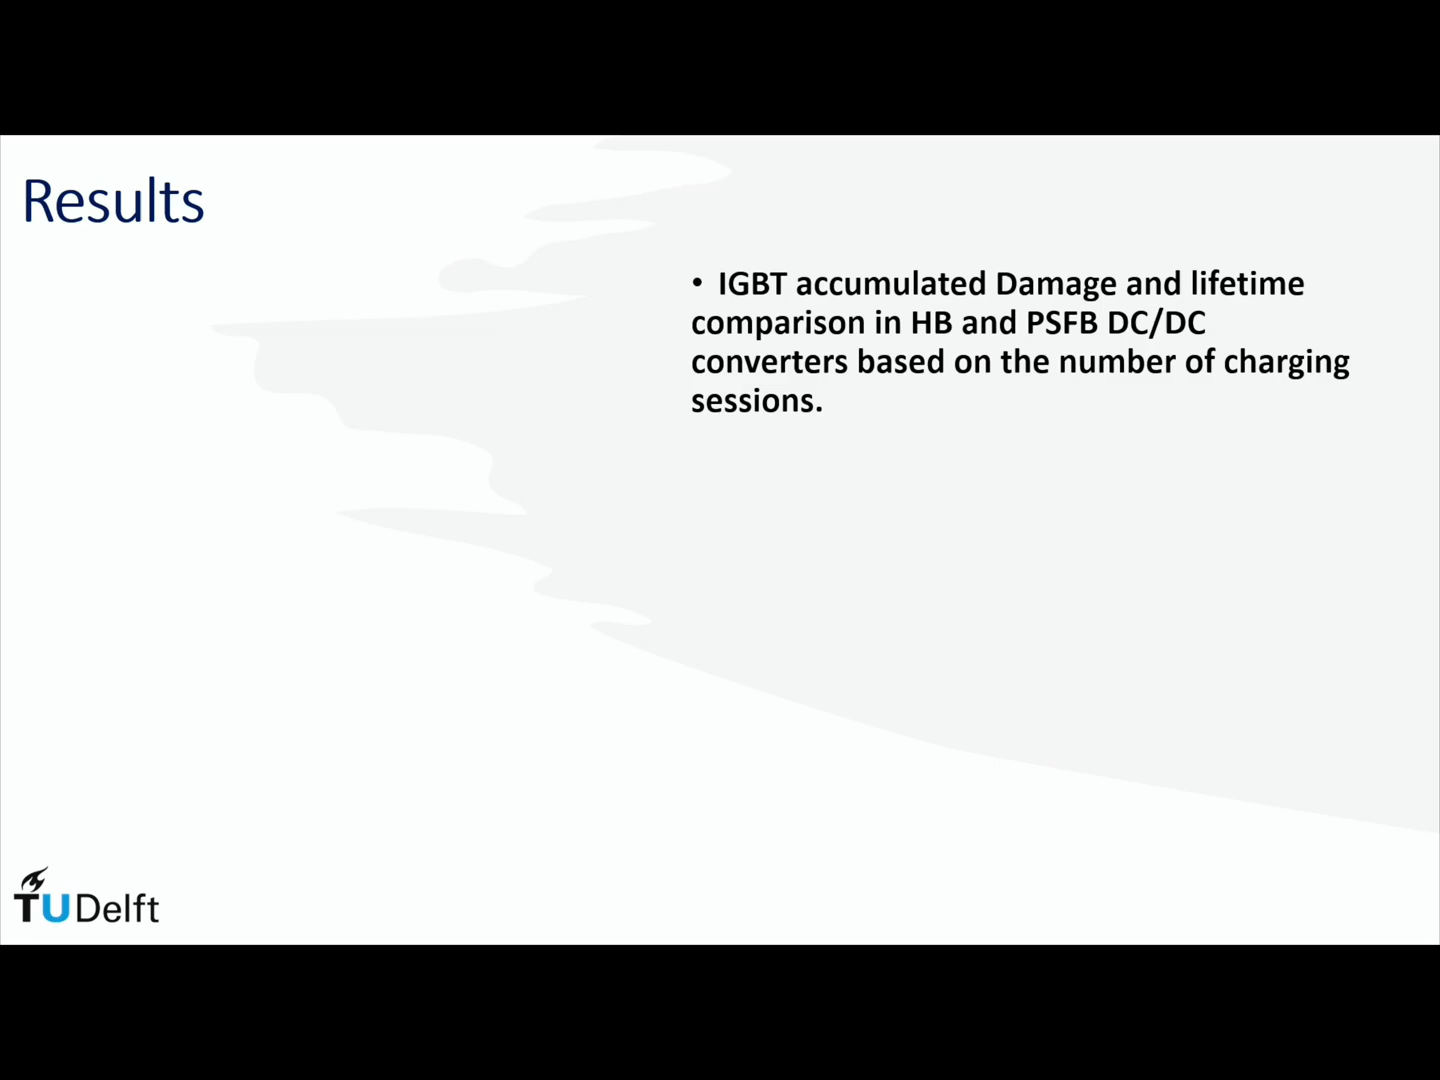 Results
• IGBT accumulated Damage and lifetime
comparison in HB and PSFB DC/DC
converters based on the number of charging
sessions.
TUDelft